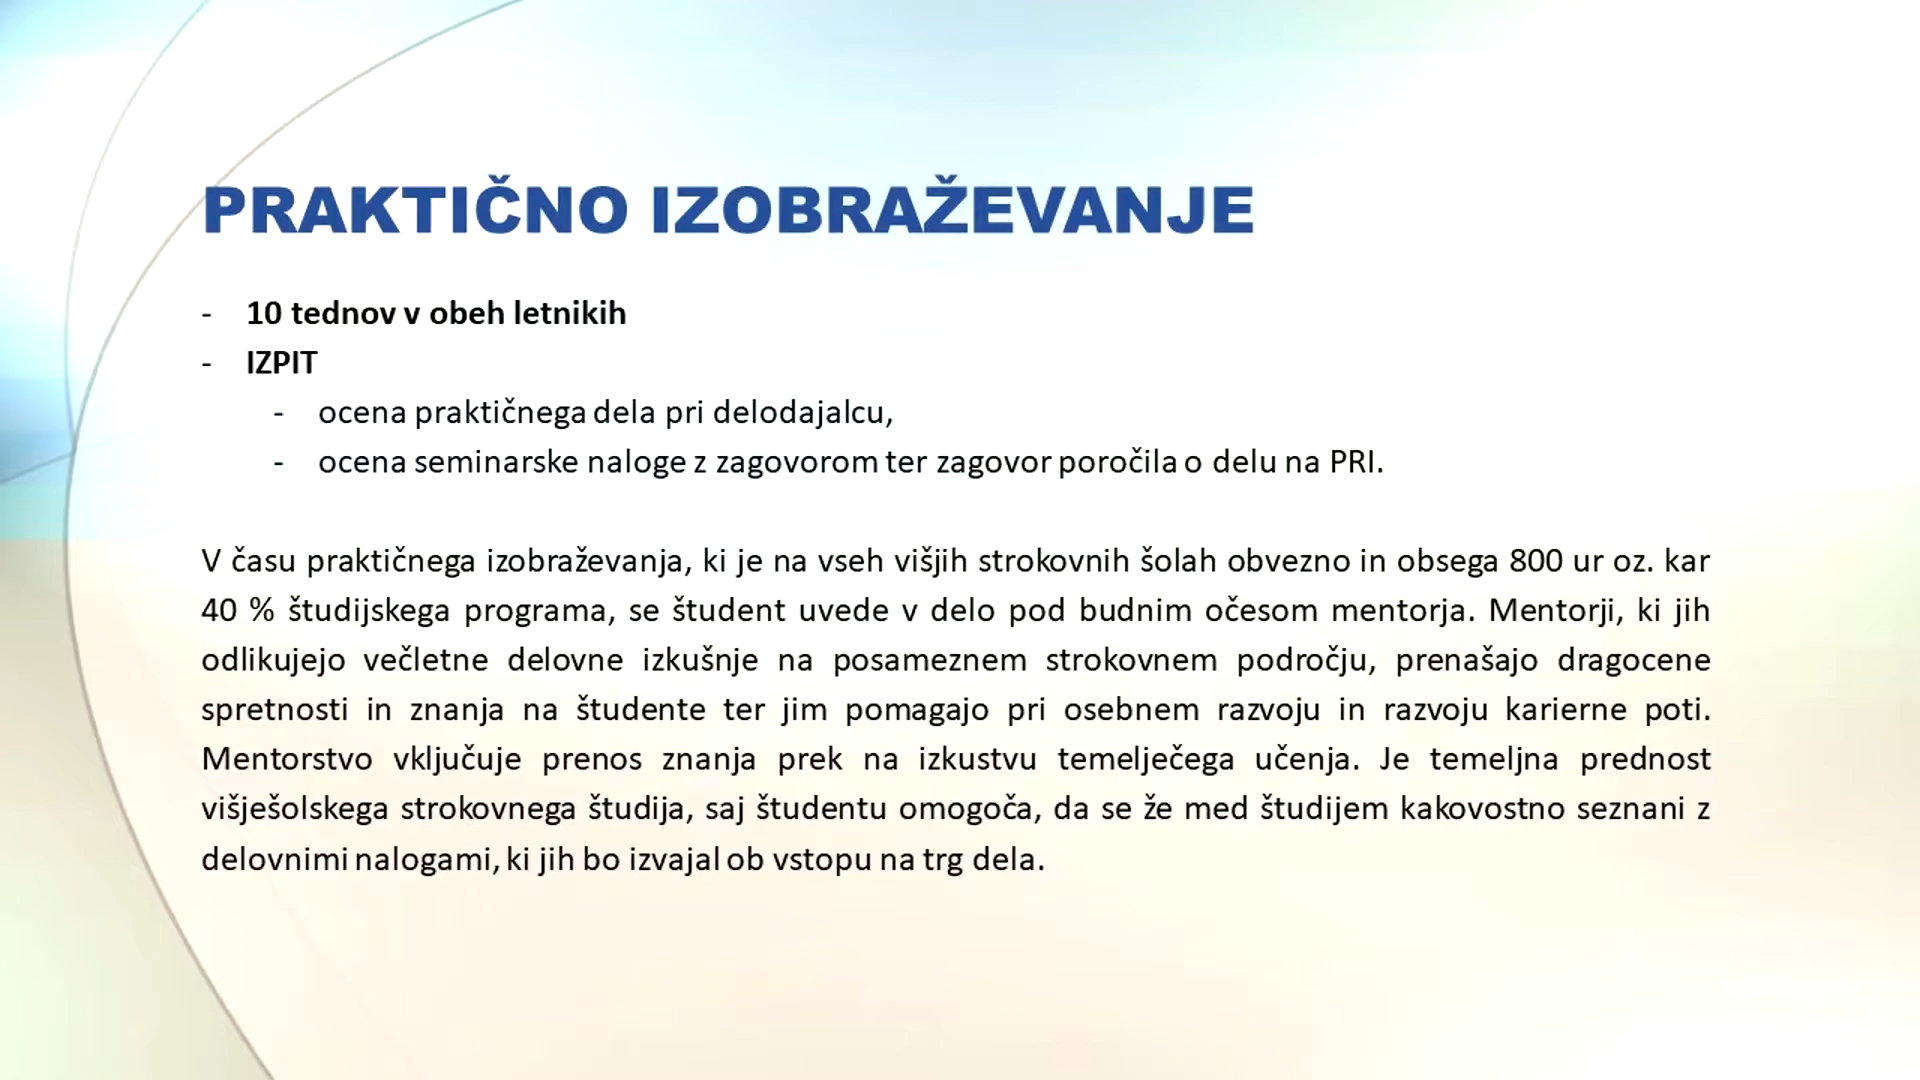 PRAKTIČNO IZOBRAŽEVANJE
- 10 tednov v obeh letnikih
- IZPIT
- ocena praktičnega dela pri delodajalcu,
- ocena seminarske naloge z zagovorom ter zagovor poročila o delu na PRI.
V času praktičnega izobraževanja, ki je na vseh višjih strokovnih šolah obvezno in obsega 800 ur oz. kar
40 % študijskega programa, se študent uvede v delo pod budnim očesom mentorja. Mentorji, ki jih
odlikujejo večletne delovne izkušnje na posameznem strokovnem področju, prenašajo dragocene
spretnosti in znanja na študente ter jim pomagajo pri osebnem razvoju in razvoju karierne poti.
Mentorstvo vključuje prenos znanja prek na izkustvu temelječega učenja. Je temeljna prednost
višješolskega strokovnega študija, saj študentu omogoča, da se že med študijem kakovostno seznani z
delovnimi nalogami, ki jih bo izvajal ob vstopu na trg dela.